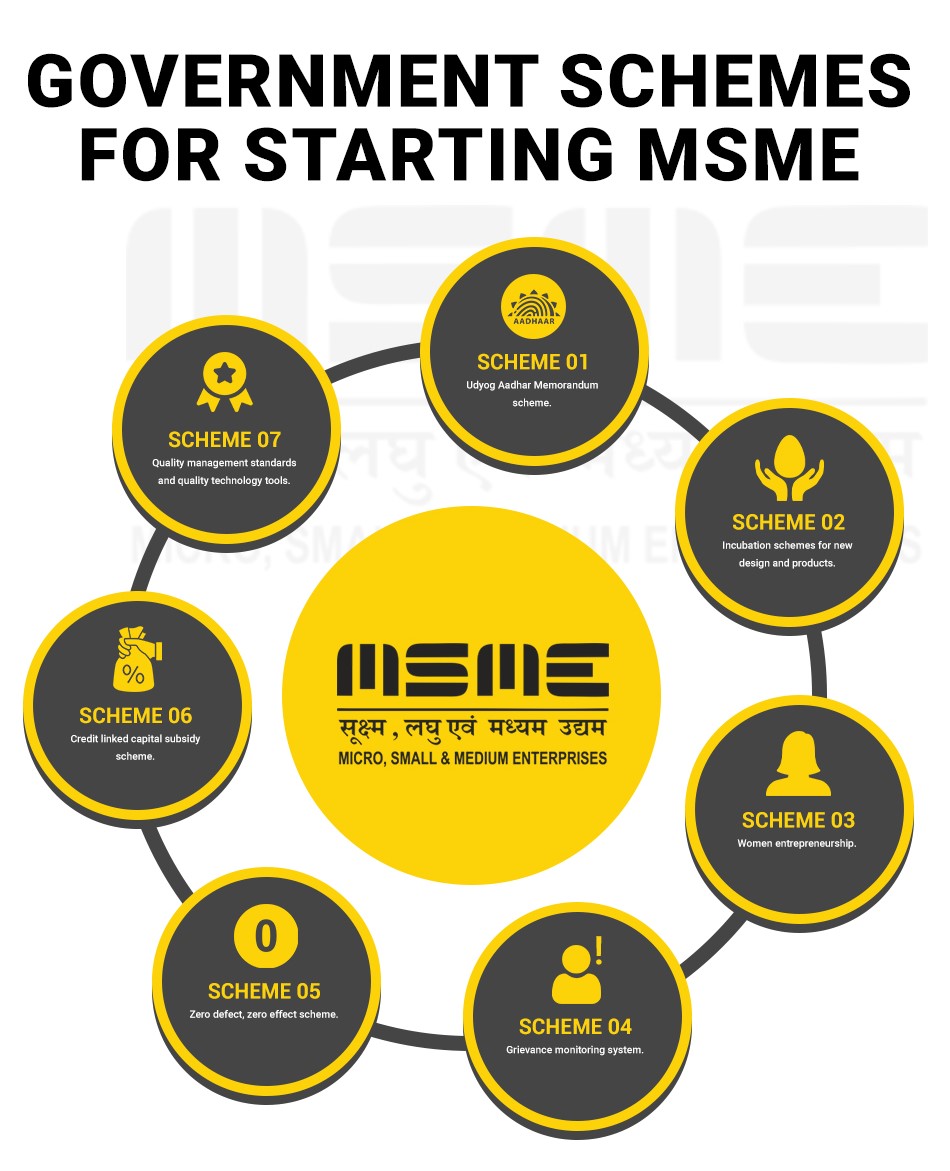 GOVERNMENT SCHEMES
FOR STARTING MSME
AADHAAR
SCHEME 01
Udyog Aadhar Memorandum
scheme.
SCHEME 02
Incubation schemes for new
design and products.
SCHEME 03
Women entrepreneurship.
SCHEME 04
Grievance monitoring system.
0
SCHEME 05
Zero defect, zero effect scheme.
%
SCHEME 06
Credit linked capital subsidy
scheme.
SCHEME 07
Quality management standards
and quality technology tools.
MSME
सूक्ष्म , लघु एवं मध्यम उद्यम
MICRO, SMALL & MEDIUM ENTERPRISES